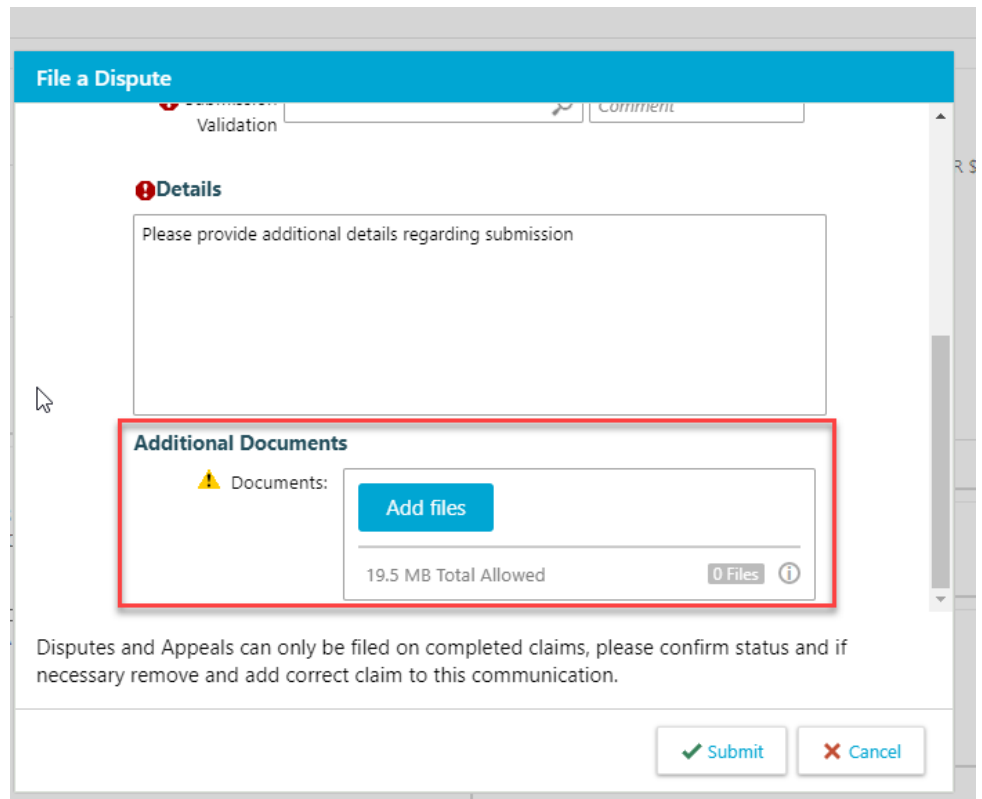 File a Dispute
Submission
Validation
Comment
R $
Details
Please provide additional details regarding submission
Additional Documents
Documents:
Add files
19.5 MB Total Allowed
0 Files
Disputes and Appeals can only be filed on completed claims, please confirm status and if
necessary remove and add correct claim to this communication.
Submit
Cancel